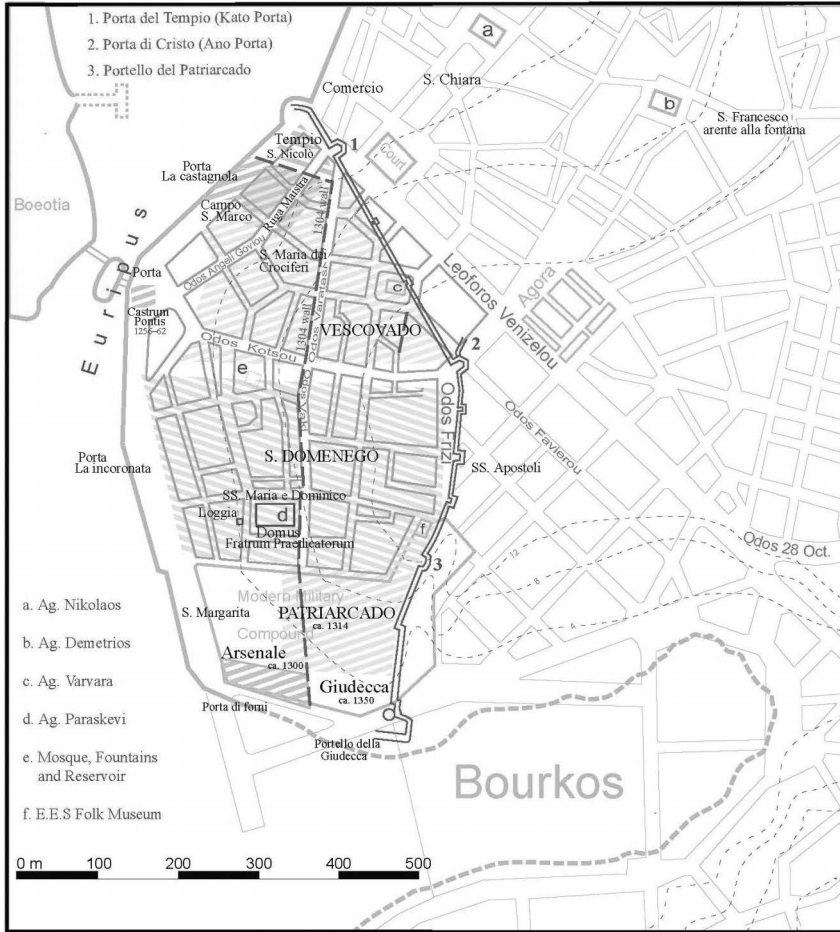 1. Porta del Tempio (Kato Porta)
2. Porta di Cristo (Ano Porta)
3. Portello del Patriarcado
a
Comercio
S. Chiara
b
S. Francesco
arente alla fontana
Tempio
S. Nicolò
1
Court
Porta
La castagnola
Boeotia
Campo
S. Marco
Ruga Maistra
1304 wall
Euripus
Odos Angeli Goviou
S. Maria dei
Crociferi
Leoforos Venizelou
Agora
Porta
c
Castrum
Pontis
1256-62
1304 wall
Odos Varatasi
VESCOVADO
2
Odos Kotsou
e
Odos Frizi
Odos Favierou
Porta
La incoronata
S. DOMENEGO
SS. Apostoli
SS. Maria e Dominico
Loggia
d
Domus
Fratrum Praedicatorum
f
Odos 28 Oct.
3
12
8
4
a. Ag. Nikolaos
Modern Military
S. Margarita
PATRIARCADO
ca. 1314
Compound
b. Ag. Demetrios
Arsenale
ca. 1300
c. Ag. Varvara
Giudecca
ca. 1350
Porta di forni
d. Ag. Paraskevi
Portello della
Giudecca
e. Mosque, Fountains
and Reservoir
Bourkos
f. E.E.S Folk Museum
0 m 100 200 300 400 500